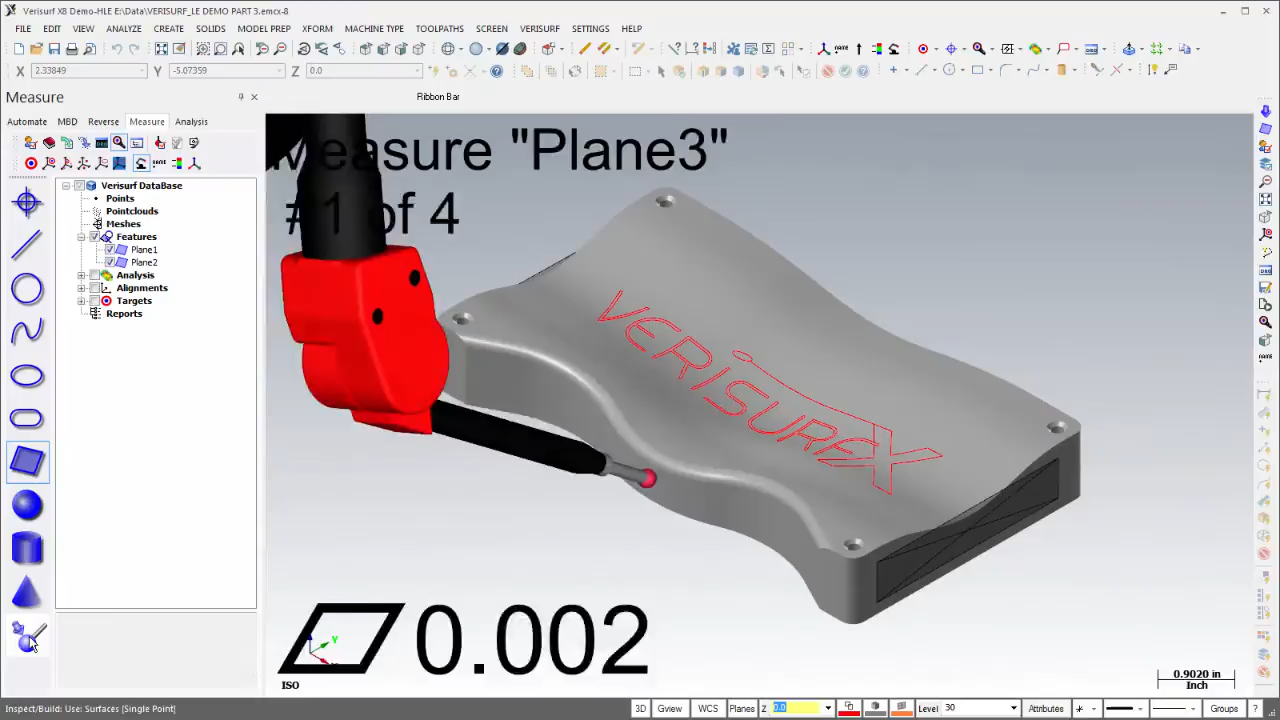 Verisurf X8 Demo-HLE E:\Data\VERISURF_LE DEMO PART 3.emcx-8
FILE EDIT VIEW ANALYZE CREATE SOLIDS MODEL PREP XFORM MACHINE TYPE TOOLPATHS SCREEN VERISURF SETTINGS HELP
X 2.33849 Y -5.07359 Z 0.0
Measure
Ribbon Bar
Automate MBD Reverse Measure Analysis
Measure "Plane3"
#1 of 4
Verisurf DataBase
Points
Pointclouds
Meshes
Features
Plane1
Plane2
Analysis
Alignments
Targets
Reports
VERISURF X
0.002
Y
ISO
0.9020 in
Inch
Inspect/Build: Use: Surfaces (Single Point)
3D Gview WCS Planes Z 0.0 Level 30 Attributes Groups ?